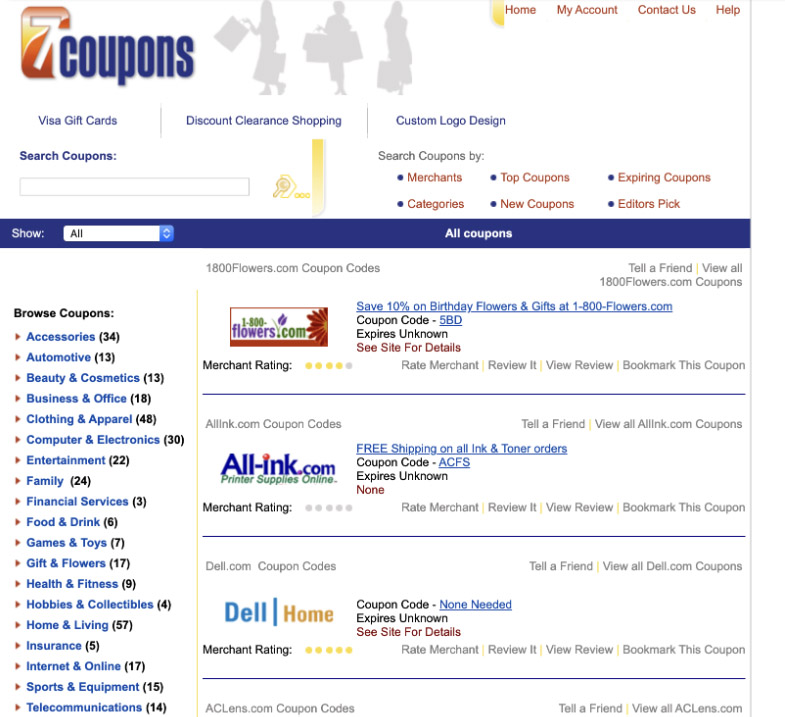 Home My Account Contact Us Help
7coupons
Visa Gift Cards Discount Clearance Shopping Custom Logo Design
Search Coupons:
Search Coupons by:
Merchants Top Coupons Expiring Coupons
Categories New Coupons Editors Pick
Show: All All coupons
Browse Coupons:
Accessories (34)
Automotive (13)
Beauty & Cosmetics (13)
Business & Office (18)
Clothing & Apparel (48)
Computer & Electronics (30)
Entertainment (22)
Family (24)
Financial Services (3)
Food & Drink (6)
Games & Toys (7)
Gift & Flowers (17)
Health & Fitness (9)
Hobbies & Collectibles (4)
Home & Living (57)
Insurance (5)
Internet & Online (17)
Sports & Equipment (15)
Telecommunications (14)
1800Flowers.com Coupon Codes
Tell a Friend | View all
1800Flowers.com Coupons
1-800-
flowers.com
Save 10% on Birthday Flowers & Gifts at 1-800-Flowers.com
Coupon Code - 5BD
Expires Unknown
See Site For Details
Merchant Rating: Rate Merchant | Review It | View Review | Bookmark This Coupon
AllInk.com Coupon Codes Tell a Friend | View all AllInk.com Coupons
All-ink.com
Printer Supplies Online
FREE Shipping on all Ink & Toner orders
Coupon Code - ACFS
Expires Unknown
None
Merchant Rating: Rate Merchant | Review It | View Review | Bookmark This Coupon
Dell.com Coupon Codes Tell a Friend | View all Dell.com Coupons
Dell | Home
Coupon Code - None Needed
Expires Unknown
See Site For Details
Merchant Rating: Rate Merchant | Review It | View Review | Bookmark This Coupon
ACLens.com Coupon Codes Tell a Friend | View all ACLens.com